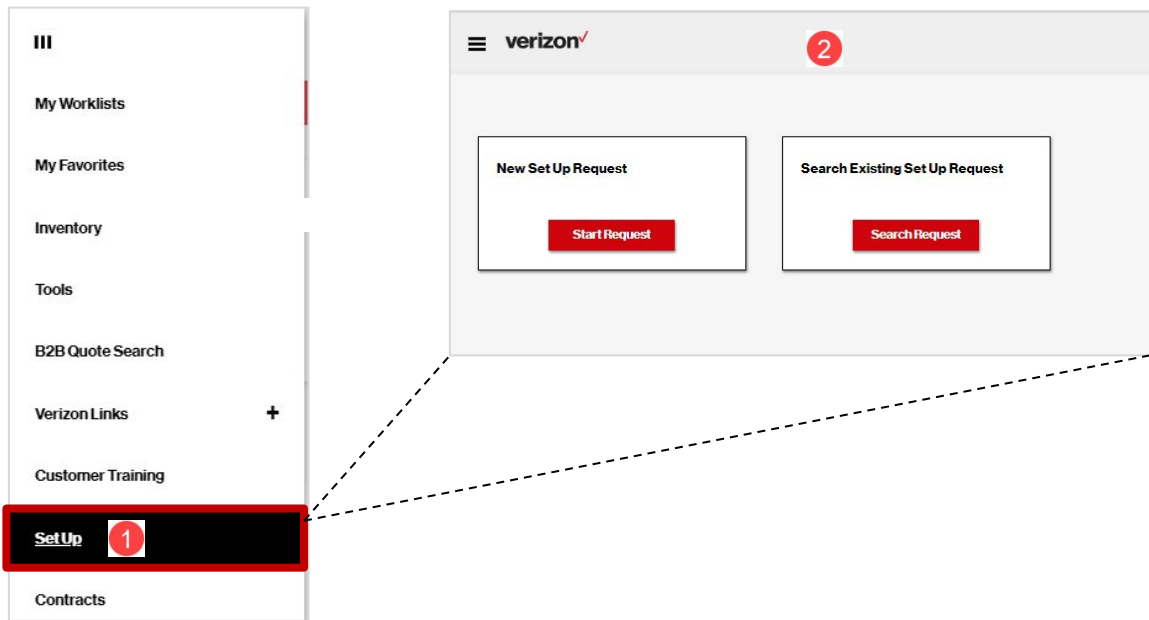 My Worklists
My Favorites
Inventory
Tools
B2B Quote Search
Verizon Links +
Customer Training
Set Up 1
Contracts
verizon✓
2
New Set Up Request
Start Request
Search Existing Set Up Request
Search Request